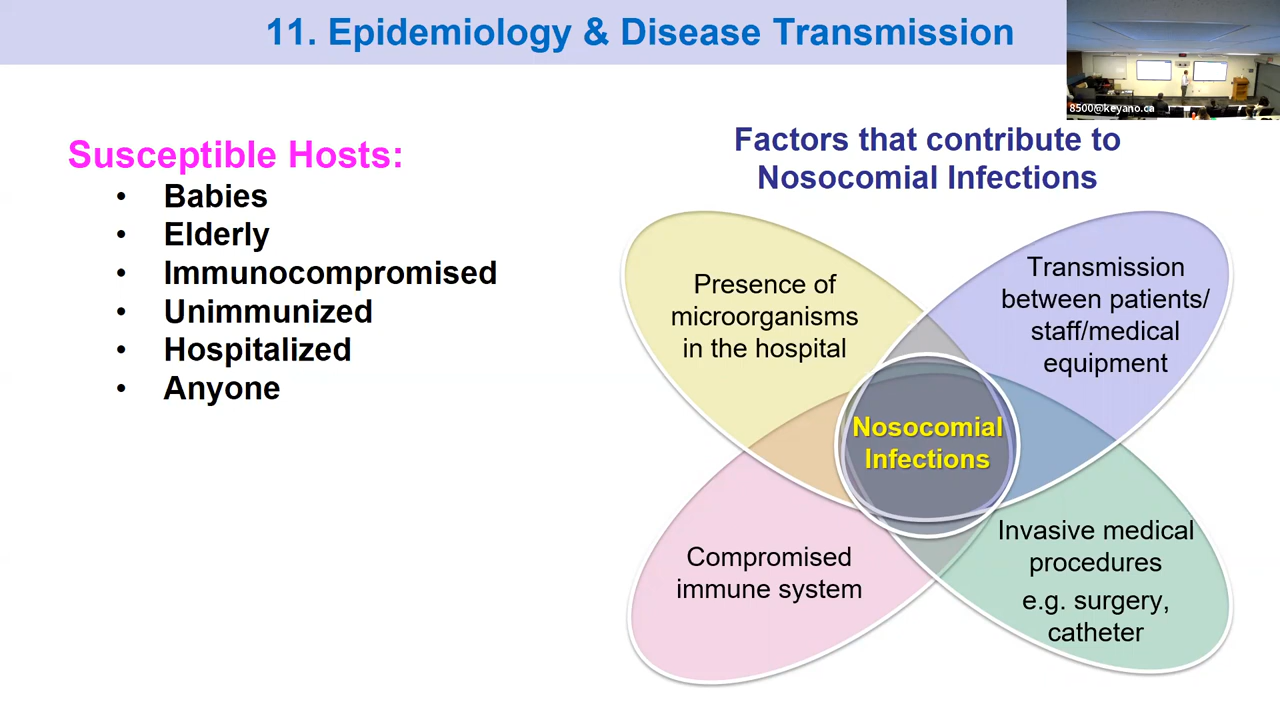 11. Epidemiology & Disease Transmission
8500@keyano.ca
Susceptible Hosts:
• Babies
• Elderly
• Immunocompromised
• Unimmunized
• Hospitalized
• Anyone
Factors that contribute to
Nosocomial Infections
Presence of
microorganisms
in the hospital
Transmission
between patients/
staff/medical
equipment
Nosocomial
Infections
Compromised
immune system
Invasive medical
procedures
e.g. surgery,
catheter